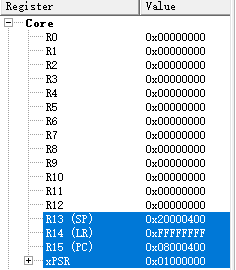 Register Value
Core
R0 0x00000000
R1 0x00000000
R2 0x00000000
R3 0x00000000
R4 0x00000000
R5 0x00000000
R6 0x00000000
R7 0x00000000
R8 0x00000000
R9 0x00000000
R10 0x00000000
R11 0x00000000
R12 0x00000000
R13 (SP) 0x20000400
R14 (LR) 0xFFFFFFFF
R15 (PC) 0x08000400
xPSR 0x01000000